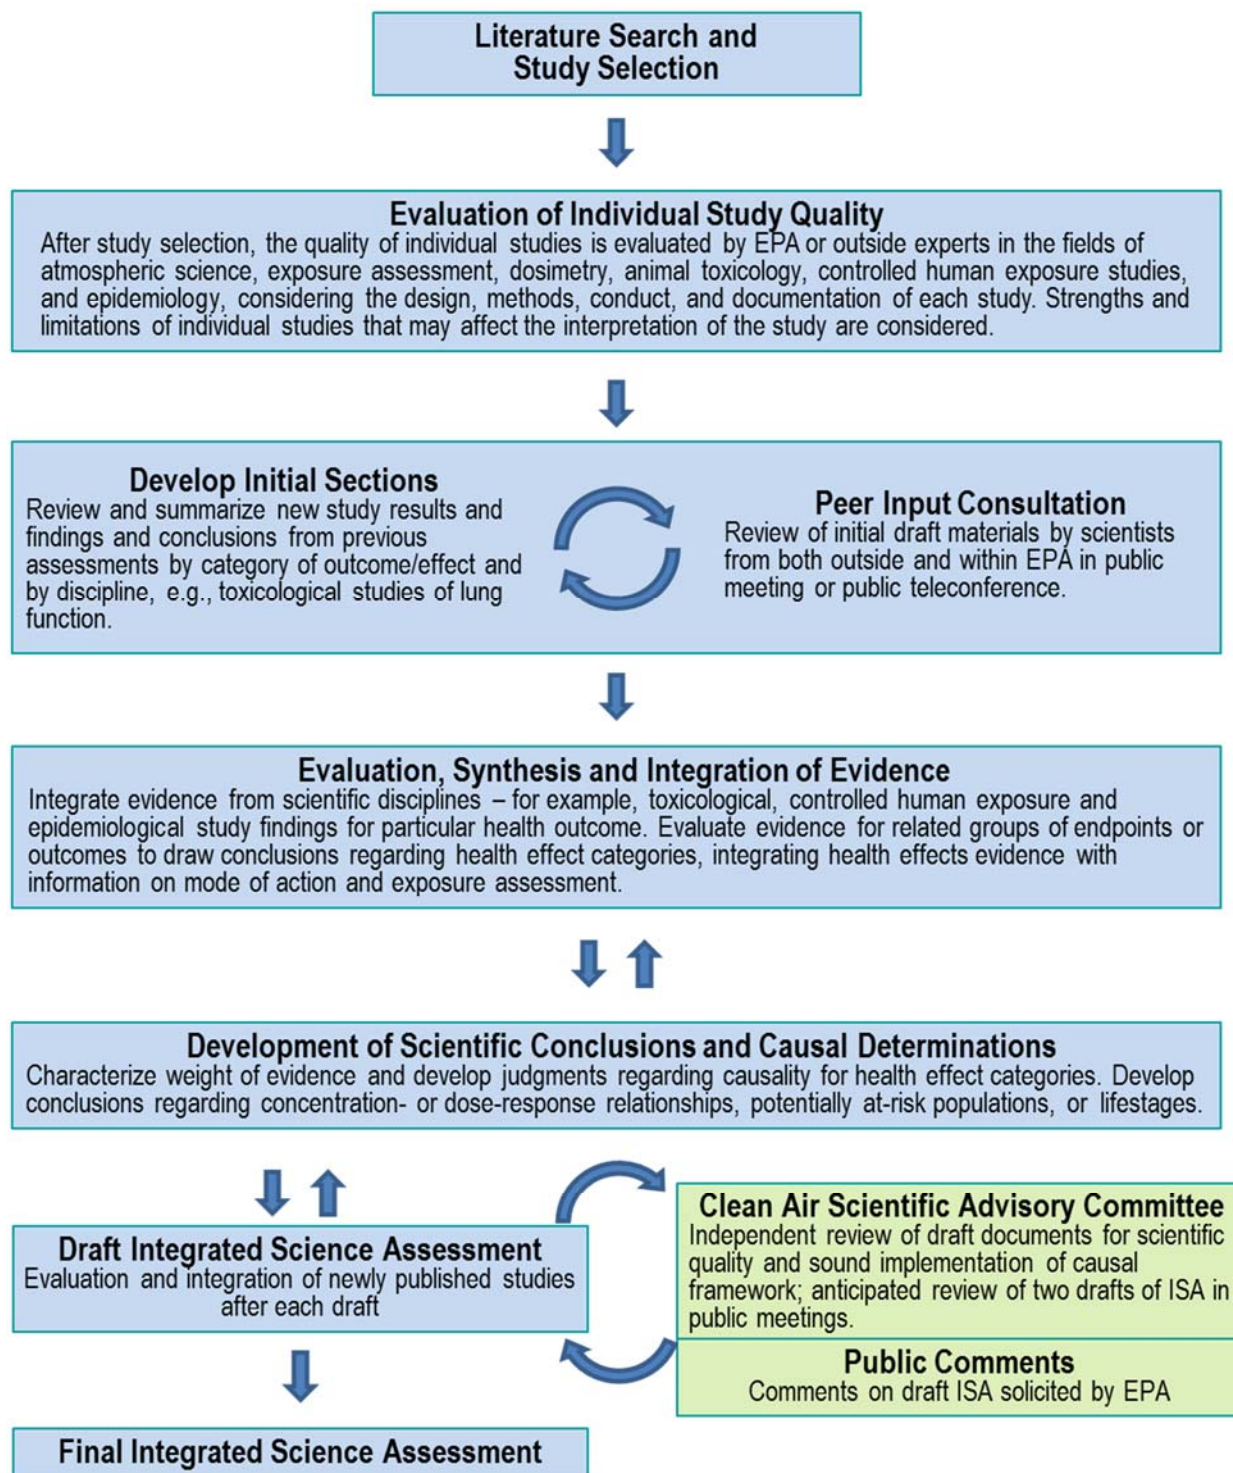 Literature Search and
Study Selection
Evaluation of Individual Study Quality
After study selection, the quality of individual studies is evaluated by EPA or outside experts in the fields of
atmospheric science, exposure assessment, dosimetry, animal toxicology, controlled human exposure studies,
and epidemiology, considering the design, methods, conduct, and documentation of each study. Strengths and
limitations of individual studies that may affect the interpretation of the study are considered.
Develop Initial Sections
Review and summarize new study results and
findings and conclusions from previous
assessments by category of outcome/effect and
by discipline, e.g., toxicological studies of lung
function.
Peer Input Consultation
Review of initial draft materials by scientists
from both outside and within EPA in public
meeting or public teleconference.
Evaluation, Synthesis and Integration of Evidence
Integrate evidence from scientific disciplines – for example, toxicological, controlled human exposure and
epidemiological study findings for particular health outcome. Evaluate evidence for related groups of endpoints or
outcomes to draw conclusions regarding health effect categories, integrating health effects evidence with
information on mode of action and exposure assessment.
Development of Scientific Conclusions and Causal Determinations
Characterize weight of evidence and develop judgments regarding causality for health effect categories. Develop
conclusions regarding concentration- or dose-response relationships, potentially at-risk populations, or lifestages.
Draft Integrated Science Assessment
Evaluation and integration of newly published studies
after each draft
Clean Air Scientific Advisory Committee
Independent review of draft documents for scientific
quality and sound implementation of causal
framework; anticipated review of two drafts of ISA in
public meetings.
Public Comments
Comments on draft ISA solicited by EPA
Final Integrated Science Assessment